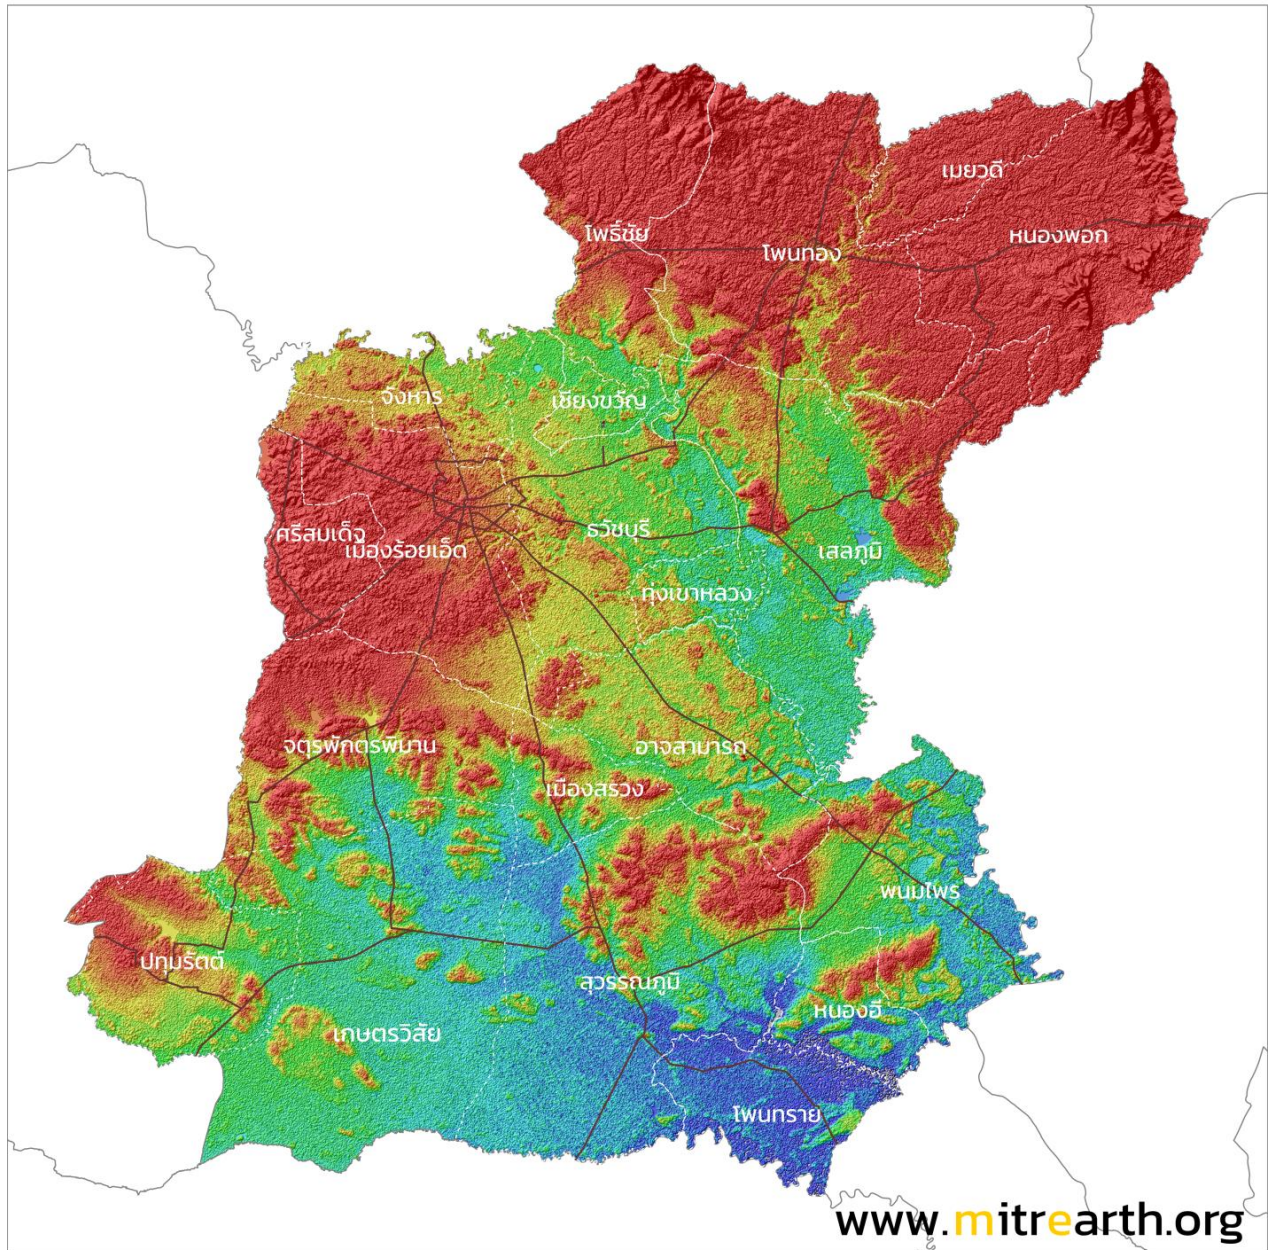 เมยวดี
โพธิ์ชัย
หนองพอก
โพนทอง
จังหาร
เชียงขวัญ
ธวัชบุรี
ศรีสมเด็จ
เมืองร้อยเอ็ด
เสลภูมิ
ทุ่งเขาหลวง
จตุรพักตรพิมาน
อาจสามารถ
เมืองสรวง
พนมไพร
ปทุมรัตต์
สุวรรณภูมิ
หนองฮี
เกษตรวิสัย
โพนทราย
www.mitrearth.org